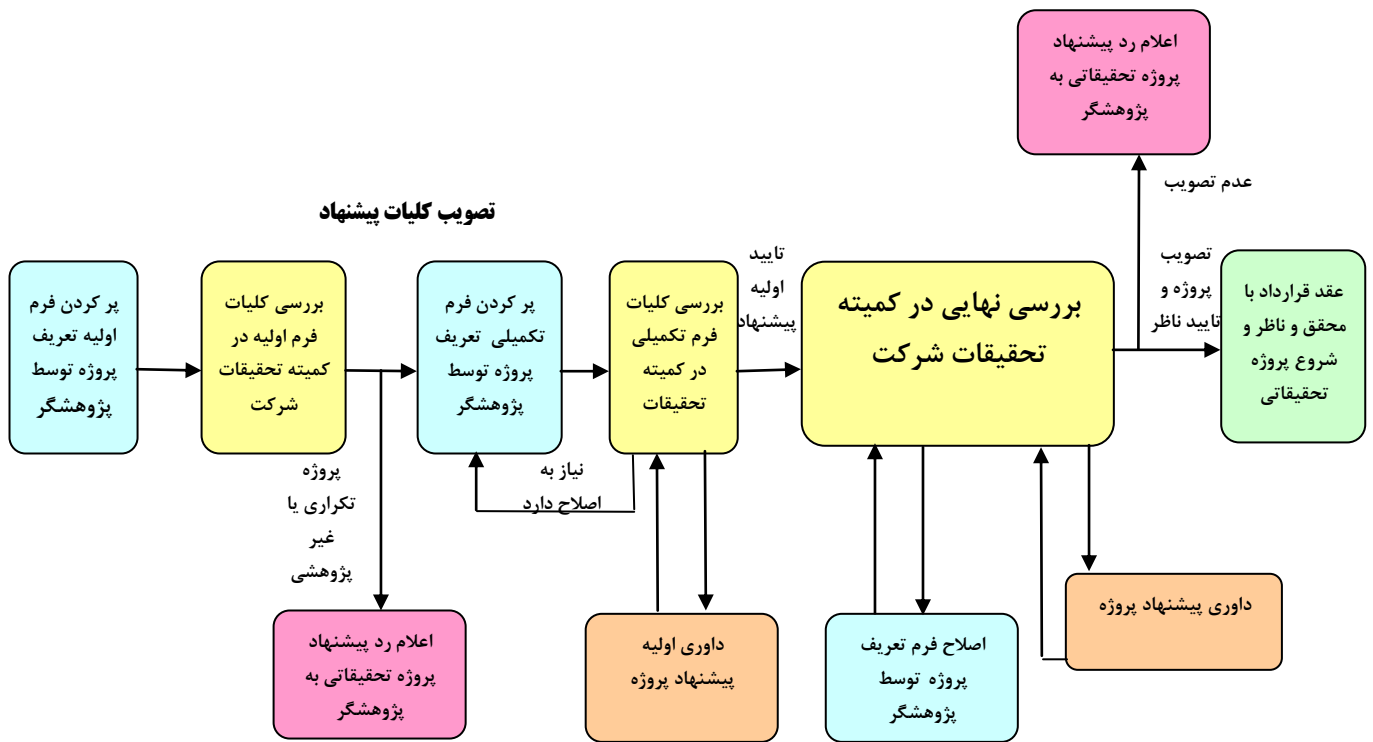 اعلام رد پیشنهاد
پروژه تحقیقاتی به
پژوهشگر
عدم تصویب
تصویب کلیات پیشنهاد
پر کردن فرم
اولیه تعریف
پروژه توسط
پژوهشگر
بررسی کلیات
فرم اولیه در
کمیته تحقیقات
شرکت
پر کردن فرم
تکمیلی تعریف
پروژه توسط
پژوهشگر
بررسی کلیات
فرم تکمیلی
در کمیته
تحقیقات
تایید
اولیه
پیشنهاد
بررسی نهایی در کمیته
تحقیقات شرکت
تصویب
پروژه و
تایید ناظر
عقد قرارداد با
محقق و ناظر و
شروع پروژه
تحقیقاتی
پروژه
تکراری یا
غیر
پژوهشی
نیاز به
اصلاح دارد
اعلام رد پیشنهاد
پروژه تحقیقاتی به
پژوهشگر
داوری اولیه
پیشنهاد پروژه
اصلاح فرم تعریف
پروژه توسط
پژوهشگر
داوری پیشنهاد پروژه